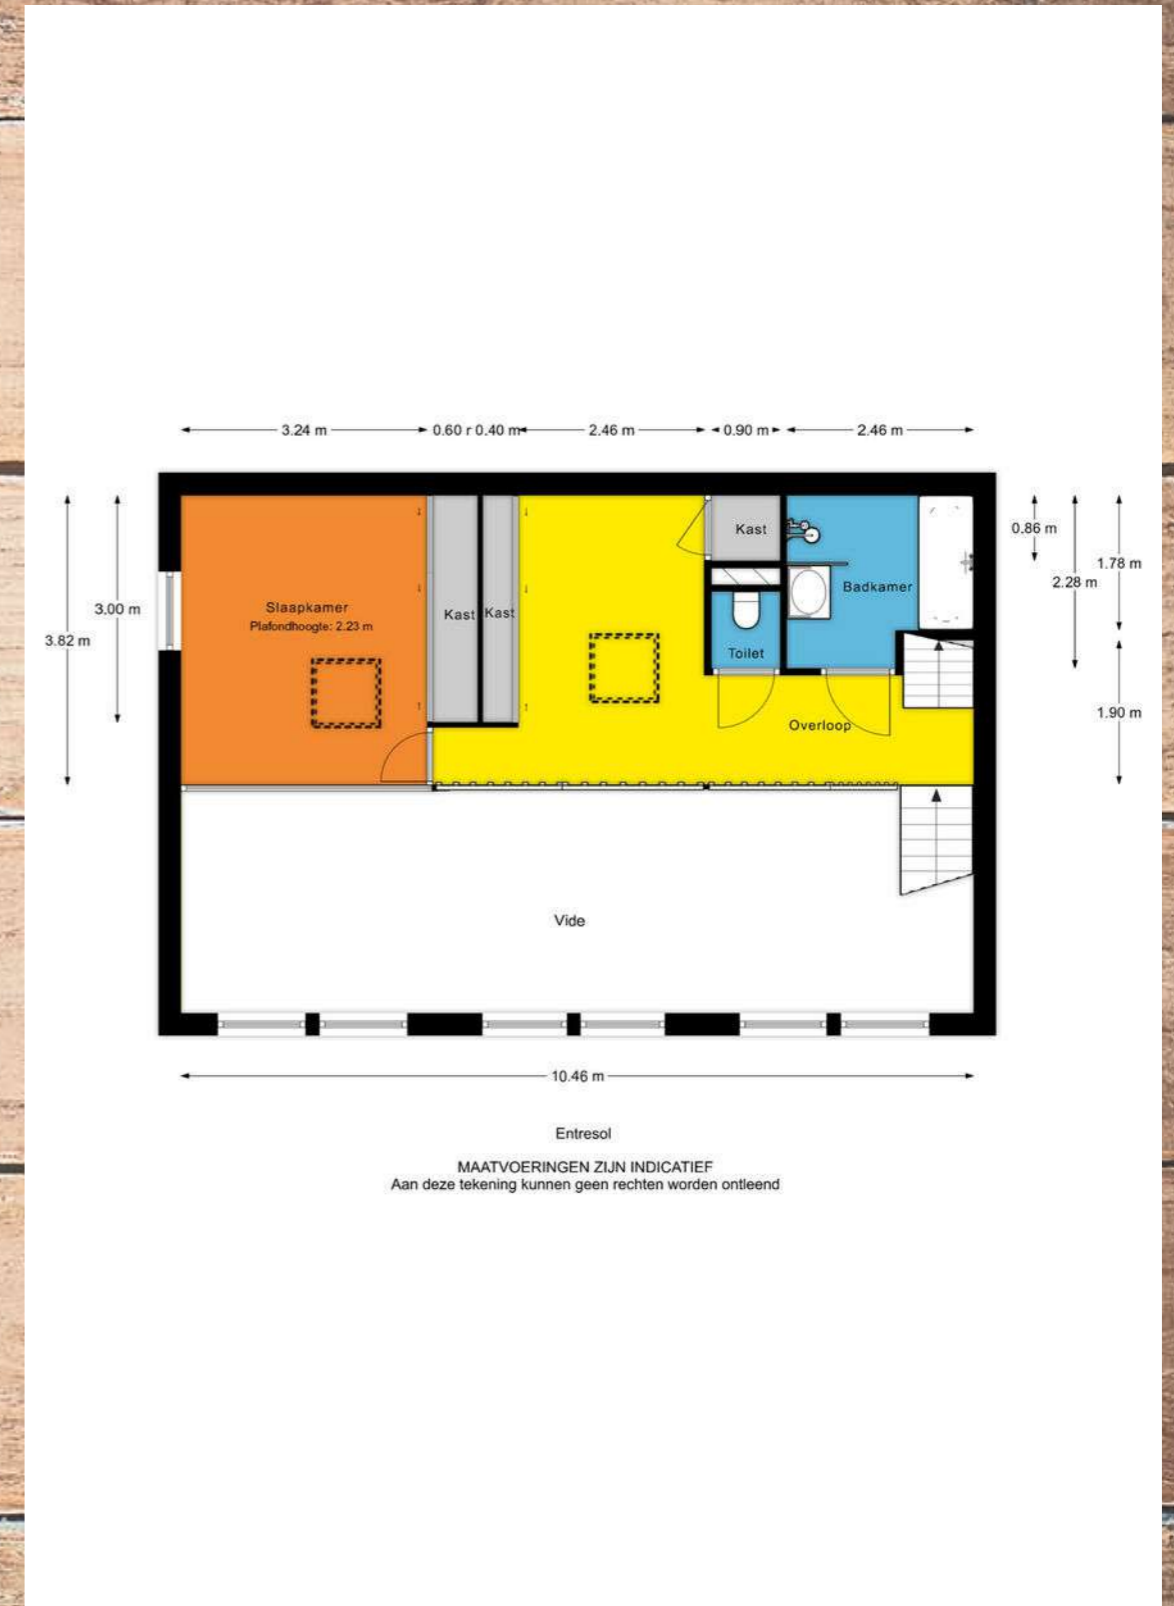 3.24 m
0.60 r 0.40 m
2.46 m
0.90 m
2.46 m
3.82 m
3.00 m
0.86 m
2.28 m
1.78 m
1.90 m
Slaapkamer
Plafondhoogte: 2.23 m
Kast
Kast
Kast
Toilet
Badkamer
Overloop
Vide
10.46 m
Entresol
MAATVOERINGEN ZIJN INDICATIEF
Aan deze tekening kunnen geen rechten worden ontleend